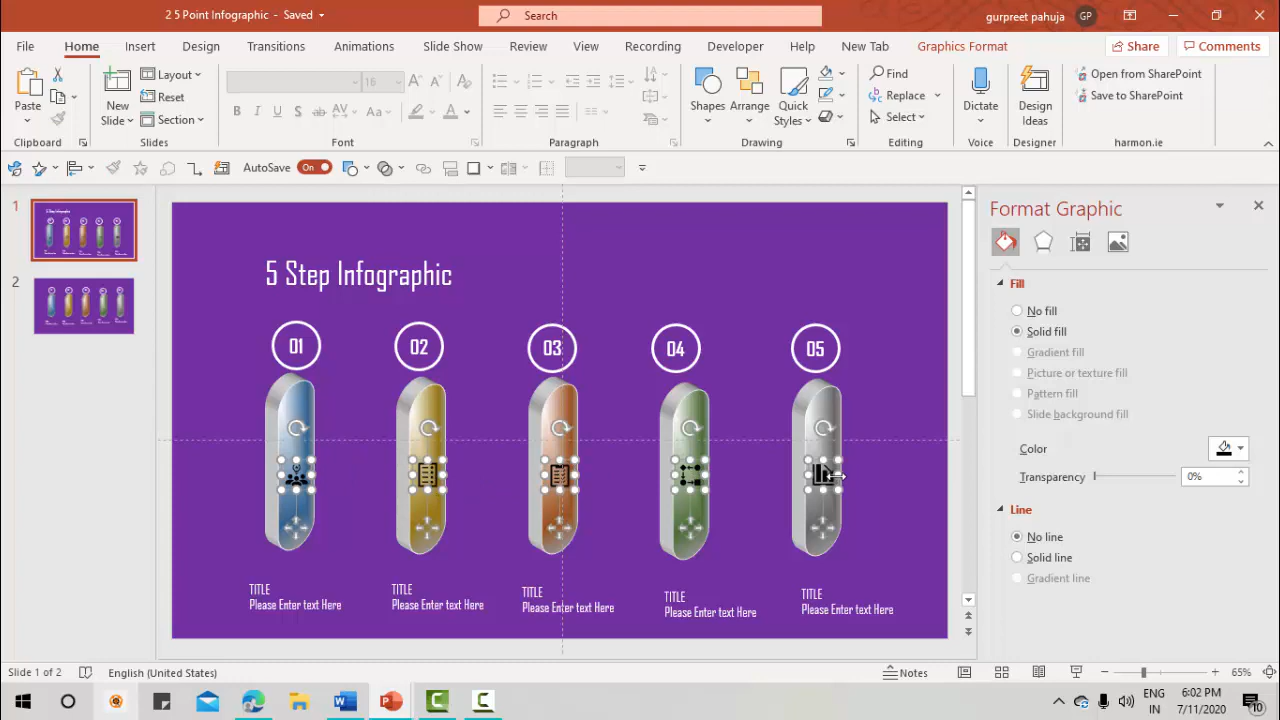 2 5 Point Infographic - Saved
Search
gurpreet pahuja GP
File Home Insert Design Transitions Animations Slide Show Review View Recording Developer Help New Tab Graphics Format Share Comments
Paste
Clipboard
New Slide
Layout
Reset
Section
Slides
16
B I U S ab AV Aa A
Font
Paragraph
Shapes
Arrange
Quick Styles
Drawing
Find
Replace
Select
Editing
Dictate
Voice
Design Ideas
Designer
Open from SharePoint
Save to SharePoint
harmon.ie
AutoSave On
1
2
5 Step Infographic
01 02 03 04 05
TITLE
Please Enter text Here
TITLE
Please Enter text Here
TITLE
Please Enter text Here
TITLE
Please Enter text Here
TITLE
Please Enter text Here
Format Graphic
Fill
No fill
Solid fill
Gradient fill
Picture or texture fill
Pattern fill
Slide background fill
Color
Transparency 0%
Line
No line
Solid line
Gradient line
Slide 1 of 2 English (United States) Notes 65%
ENG
IN
6:02 PM
7/11/2020
10